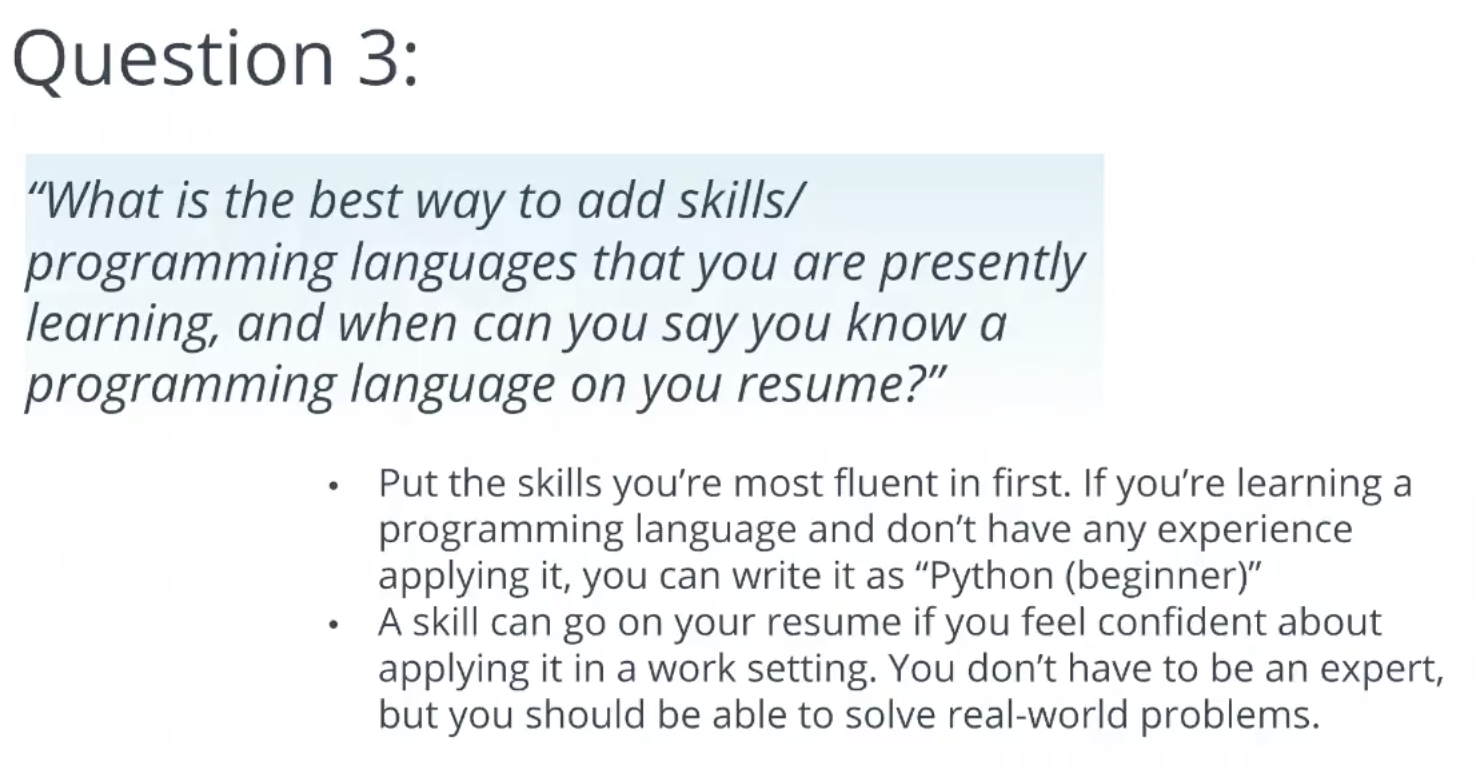 Question 3:
“What is the best way to add skills/
programming languages that you are presently
learning, and when can you say you know a
programming language on you resume?”
• Put the skills you’re most fluent in first. If you’re learning a
programming language and don’t have any experience
applying it, you can write it as “Python (beginner)”
• A skill can go on your resume if you feel confident about
applying it in a work setting. You don’t have to be an expert,
but you should be able to solve real-world problems.